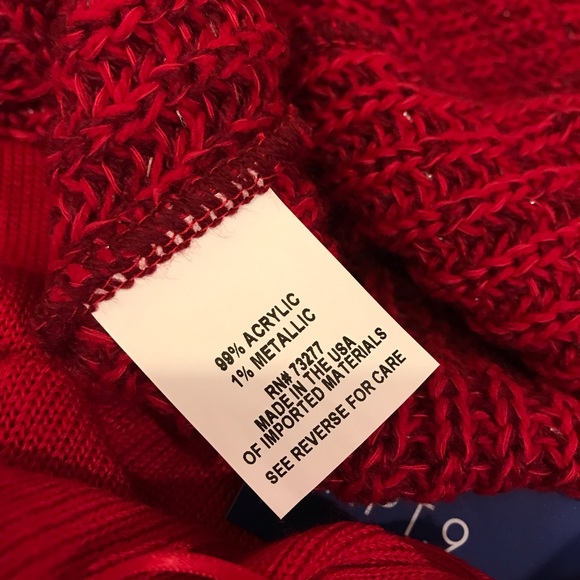 99% ACRYLIC
1% METALLIC
RN# 73277
MADE IN THE USA
OF IMPORTED MATERIALS
SEE REVERSE FOR CARE